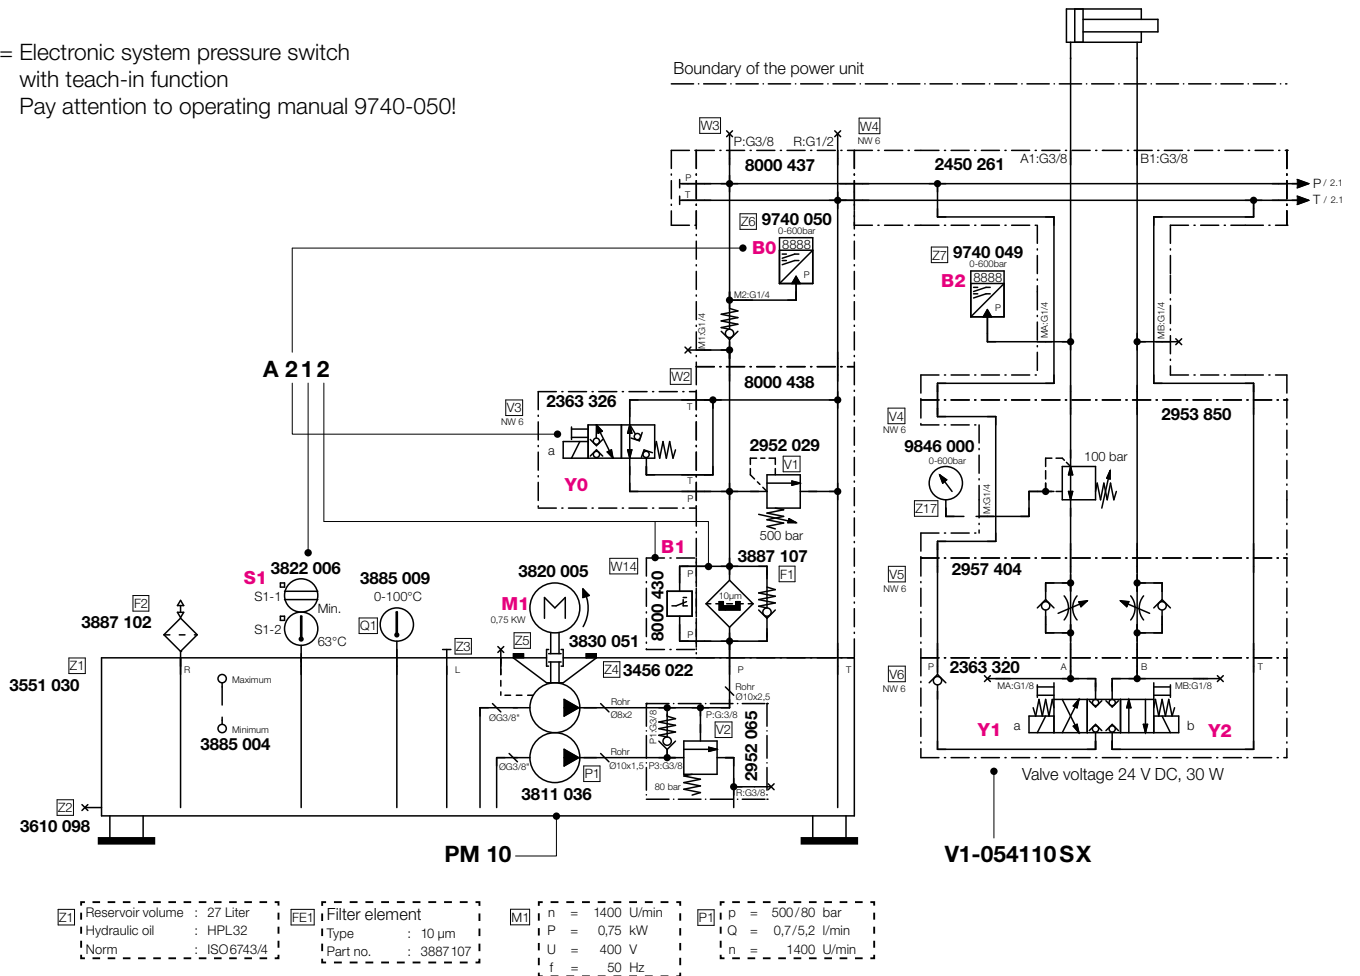 = Electronic system pressure switch
with teach-in function
Pay attention to operating manual 9740-050!
Boundary of the power unit
W3
P:G3/8
R:G1/2
W4
NW 6
8000 437
2450 261
A1:G3/8
B1:G3/8
P
T
P / 2.1
T / 2.1
Z6
9740 050
0-600bar
B0
8888
P
M2:G1/4
M1:G1/4
Z7
9740 049
0-600bar
B2
8888
P
MA:G1/4
MB:G1/4
A 212
W2
8000 438
V3
NW 6
2363 326
T
a
Y0
T
P
2952 029
V1
500 bar
V4
NW 6
2953 850
9846 000
0-600bar
Z17
M:G1/4
100 bar
B1
W14
8000 430
P
P
3887 107
F1
10µm
V5
NW 6
2957 404
S1
3822 006
S1-1
Min.
S1-2
63°C
3885 009
0-100°C
Q1
3820 005
M1
M
0,75 KW
F2
3887 102
Z3
Z5
3830 051
Z4
3456 022
Z1
3551 030
R
L
P
T
Maximum
Minimum
3885 004
ØG3/8"
Rohr
Ø8x2
Rohr
Ø10x2,5
P1:G3/8
P:G:3/8
V2
2952 065
ØG3/8"
Rohr
Ø10x1,5
P3:G3/8
P1
80 bar
R:G3/8
3811 036
Z2
3610 098
V6
NW 6
P
2363 320
A
B
T
MA:G1/8
MB:G1/8
Y1
a
b
Y2
Valve voltage 24 V DC, 30 W
PM 10
V1-054110SX
Z1
Reservoir volume : 27 Liter
Hydraulic oil : HPL32
Norm : ISO6743/4
FE1
Filter element
Type : 10 µm
Part no. : 3887107
M1
n = 1400 U/min
P = 0,75 kW
U = 400 V
f = 50 Hz
P1
p = 500/80 bar
Q = 0,7/5,2 l/min
n = 1400 U/min